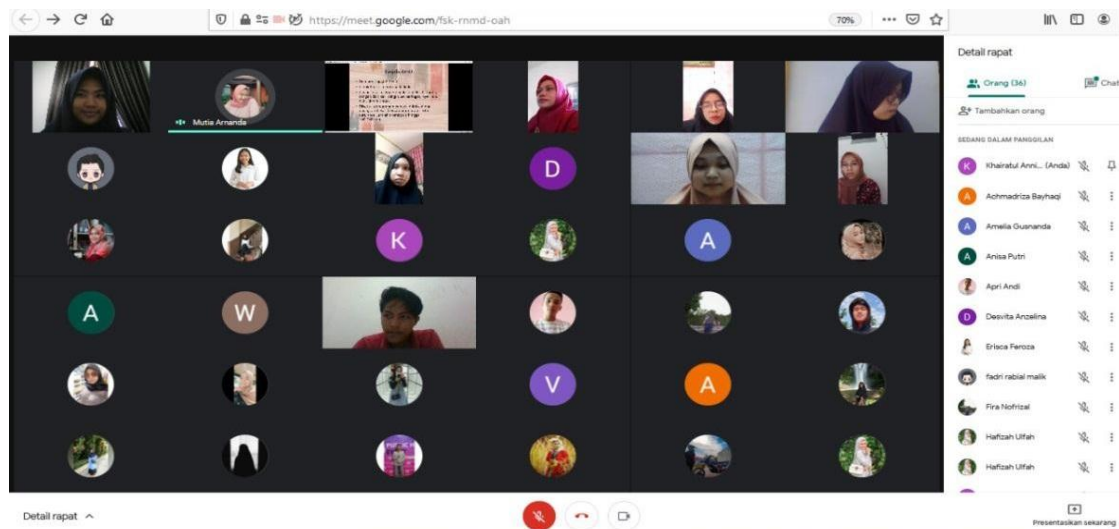 https://meet.google.com/fsk-rnmd-oah
70%
Detail rapat
Orang (36)
Chat
Tambahkan orang
SEDANG DALAM PANGGILAN
K Khairatul Anni... (Anda)
A Achmadriza Bayhaqi
A Amelia Gusnanda
A Anisa Putri
Apri Andi
D Desvita Anzelina
Erisca Feroza
fadri rabial malik
Fira Nofrizal
Hafizah Ulfah
Hafizah Ulfah
Mutia Arnanda
D
K
A
A
W
V
A
Detail rapat
Presentasikan sekarang